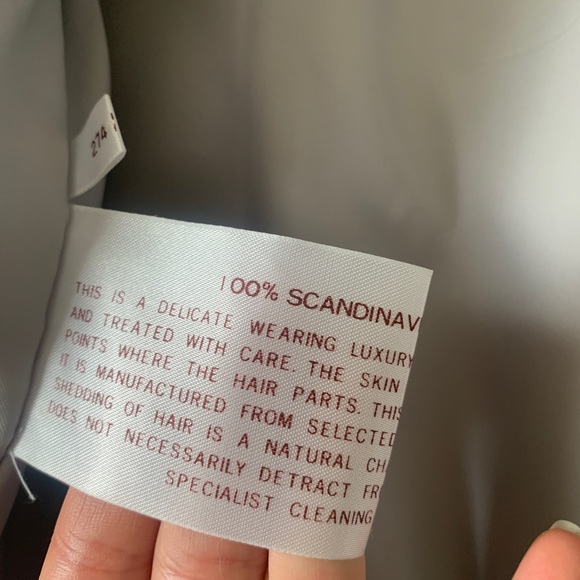 274
100% SCANDINAV
THIS IS A DELICATE WEARING LUXURY
AND TREATED WITH CARE. THE SKIN
POINTS WHERE THE HAIR PARTS. THIS
IT IS MANUFACTURED FROM SELECTED
SHEDDING OF HAIR IS A NATURAL CH
DOES NOT NECESSARILY DETRACT FR
SPECIALIST CLEANING